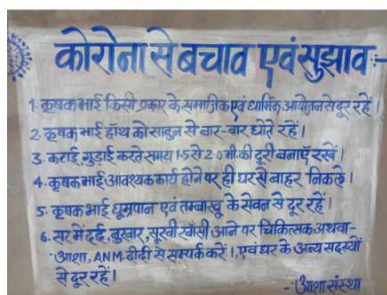 कोरोना से बचाव एवं सुझाव -
1. कृषक भाई किसी प्रकार के समाजिक एवं धार्मिक आयोजन से दूर रहें।
2. कृषक भाई हाँथ को साबुन से बार-बार धोते रहें।
3. कटाई, गुड़ाई करते समय 1.5 से 2.0 मी. की दूरी बनाऐं रखें।
4. कृषक भाई आवश्यक कार्य होने पर ही घर से बाहर निकलें।
5. कृषक भाई धूम्रपान एवं तम्बाखू के सेवन से दूर रहें।
6. सर में दर्द, बुखार, सूखी खाँसी आने पर चिकित्सक अथवा -
आशा, ANM. दीदी से सम्पर्क करें।, एवं घर के अन्य सदस्यों
से दूर रहें।
- आशा संस्था